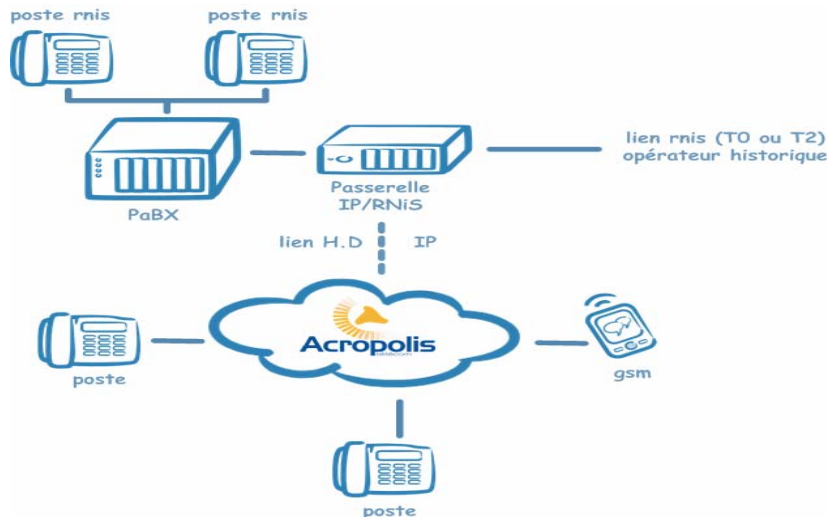 poste rnis
poste rnis
PaBX
Passerelle
IP/RNiS
lien rnis (T0 ou T2)
opérateur historique
lien H.D
IP
Acropolis
telecom
poste
gsm
poste